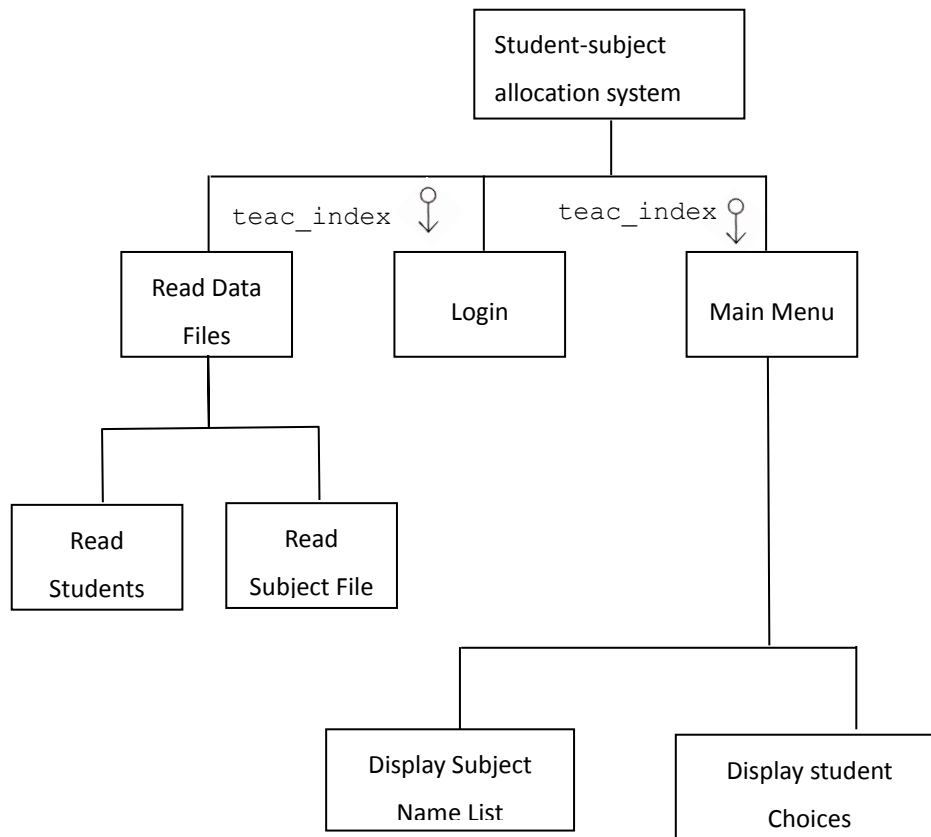 Student-subject
allocation system
teac_index
teac_index
Read Data
Files
Login
Main Menu
Read
Students
Read
Subject File
Display Subject
Name List
Display student
Choices